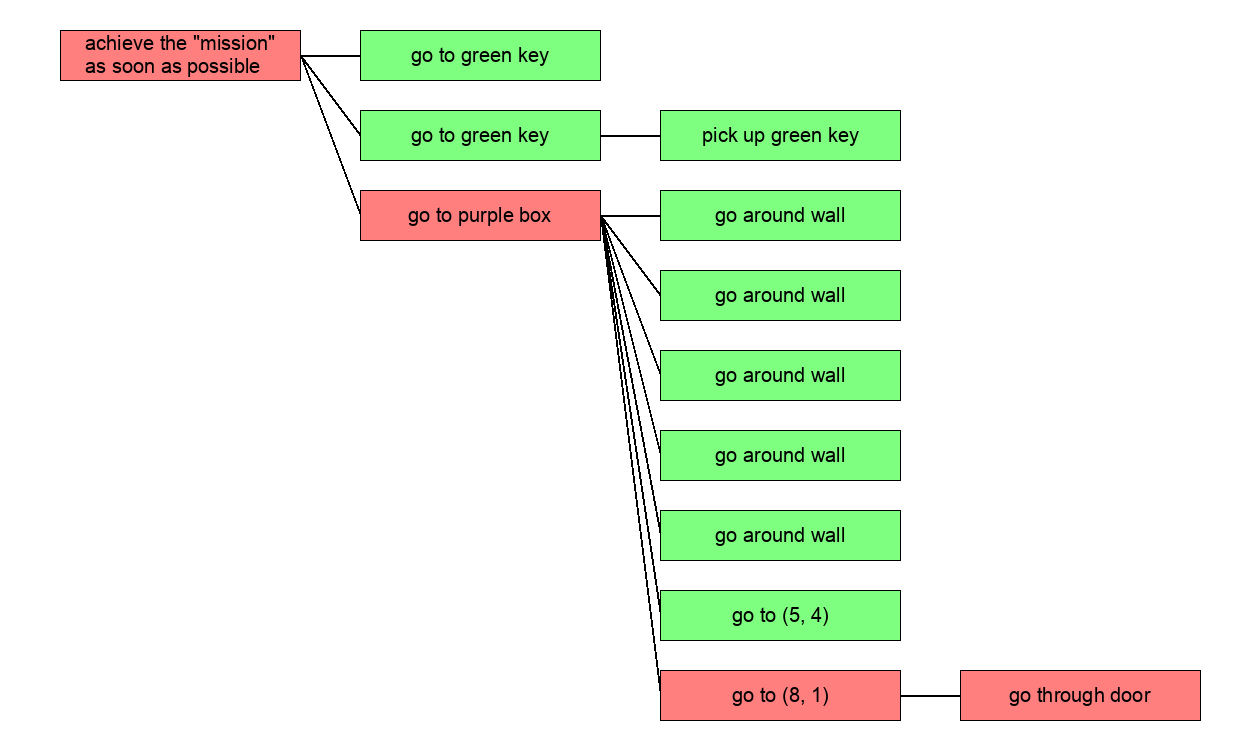 achieve the "mission"
as soon as possible
go to green key
go to green key
pick up green key
go to purple box
go around wall
go around wall
go around wall
go around wall
go around wall
go to (5, 4)
go to (8, 1)
go through door